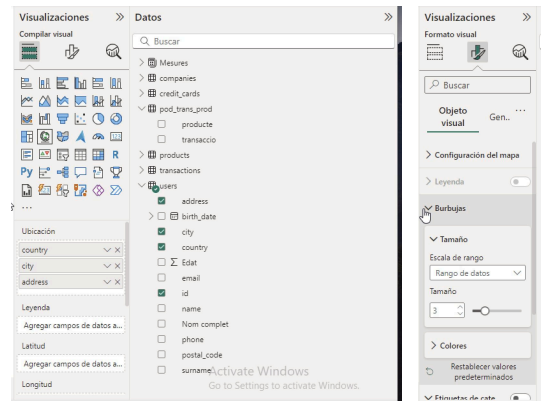 Visualizaciones
Compilar visual
...
Ubicación
country
city
address
Leyenda
Agregar campos de datos a...
Latitud
Agregar campos de datos a...
Longitud
Datos
Buscar
Mesures
companies
credit_cards
pod_trans_prod
producte
transaccio
products
transactions
users
address
birth_date
city
country
Σ Edat
email
id
name
Nom complet
phone
postal_code
surname
Activate Windows
Go to Settings to activate Windows.
Visualizaciones
Formato visual
Buscar
Objeto visual
Gen..
...
Configuración del mapa
Leyenda
Burbujas
Tamaño
Escala de rango
Rango de datos
Tamaño
3
Colores
Restablecer valores
predeterminados
Etiquetas de cate